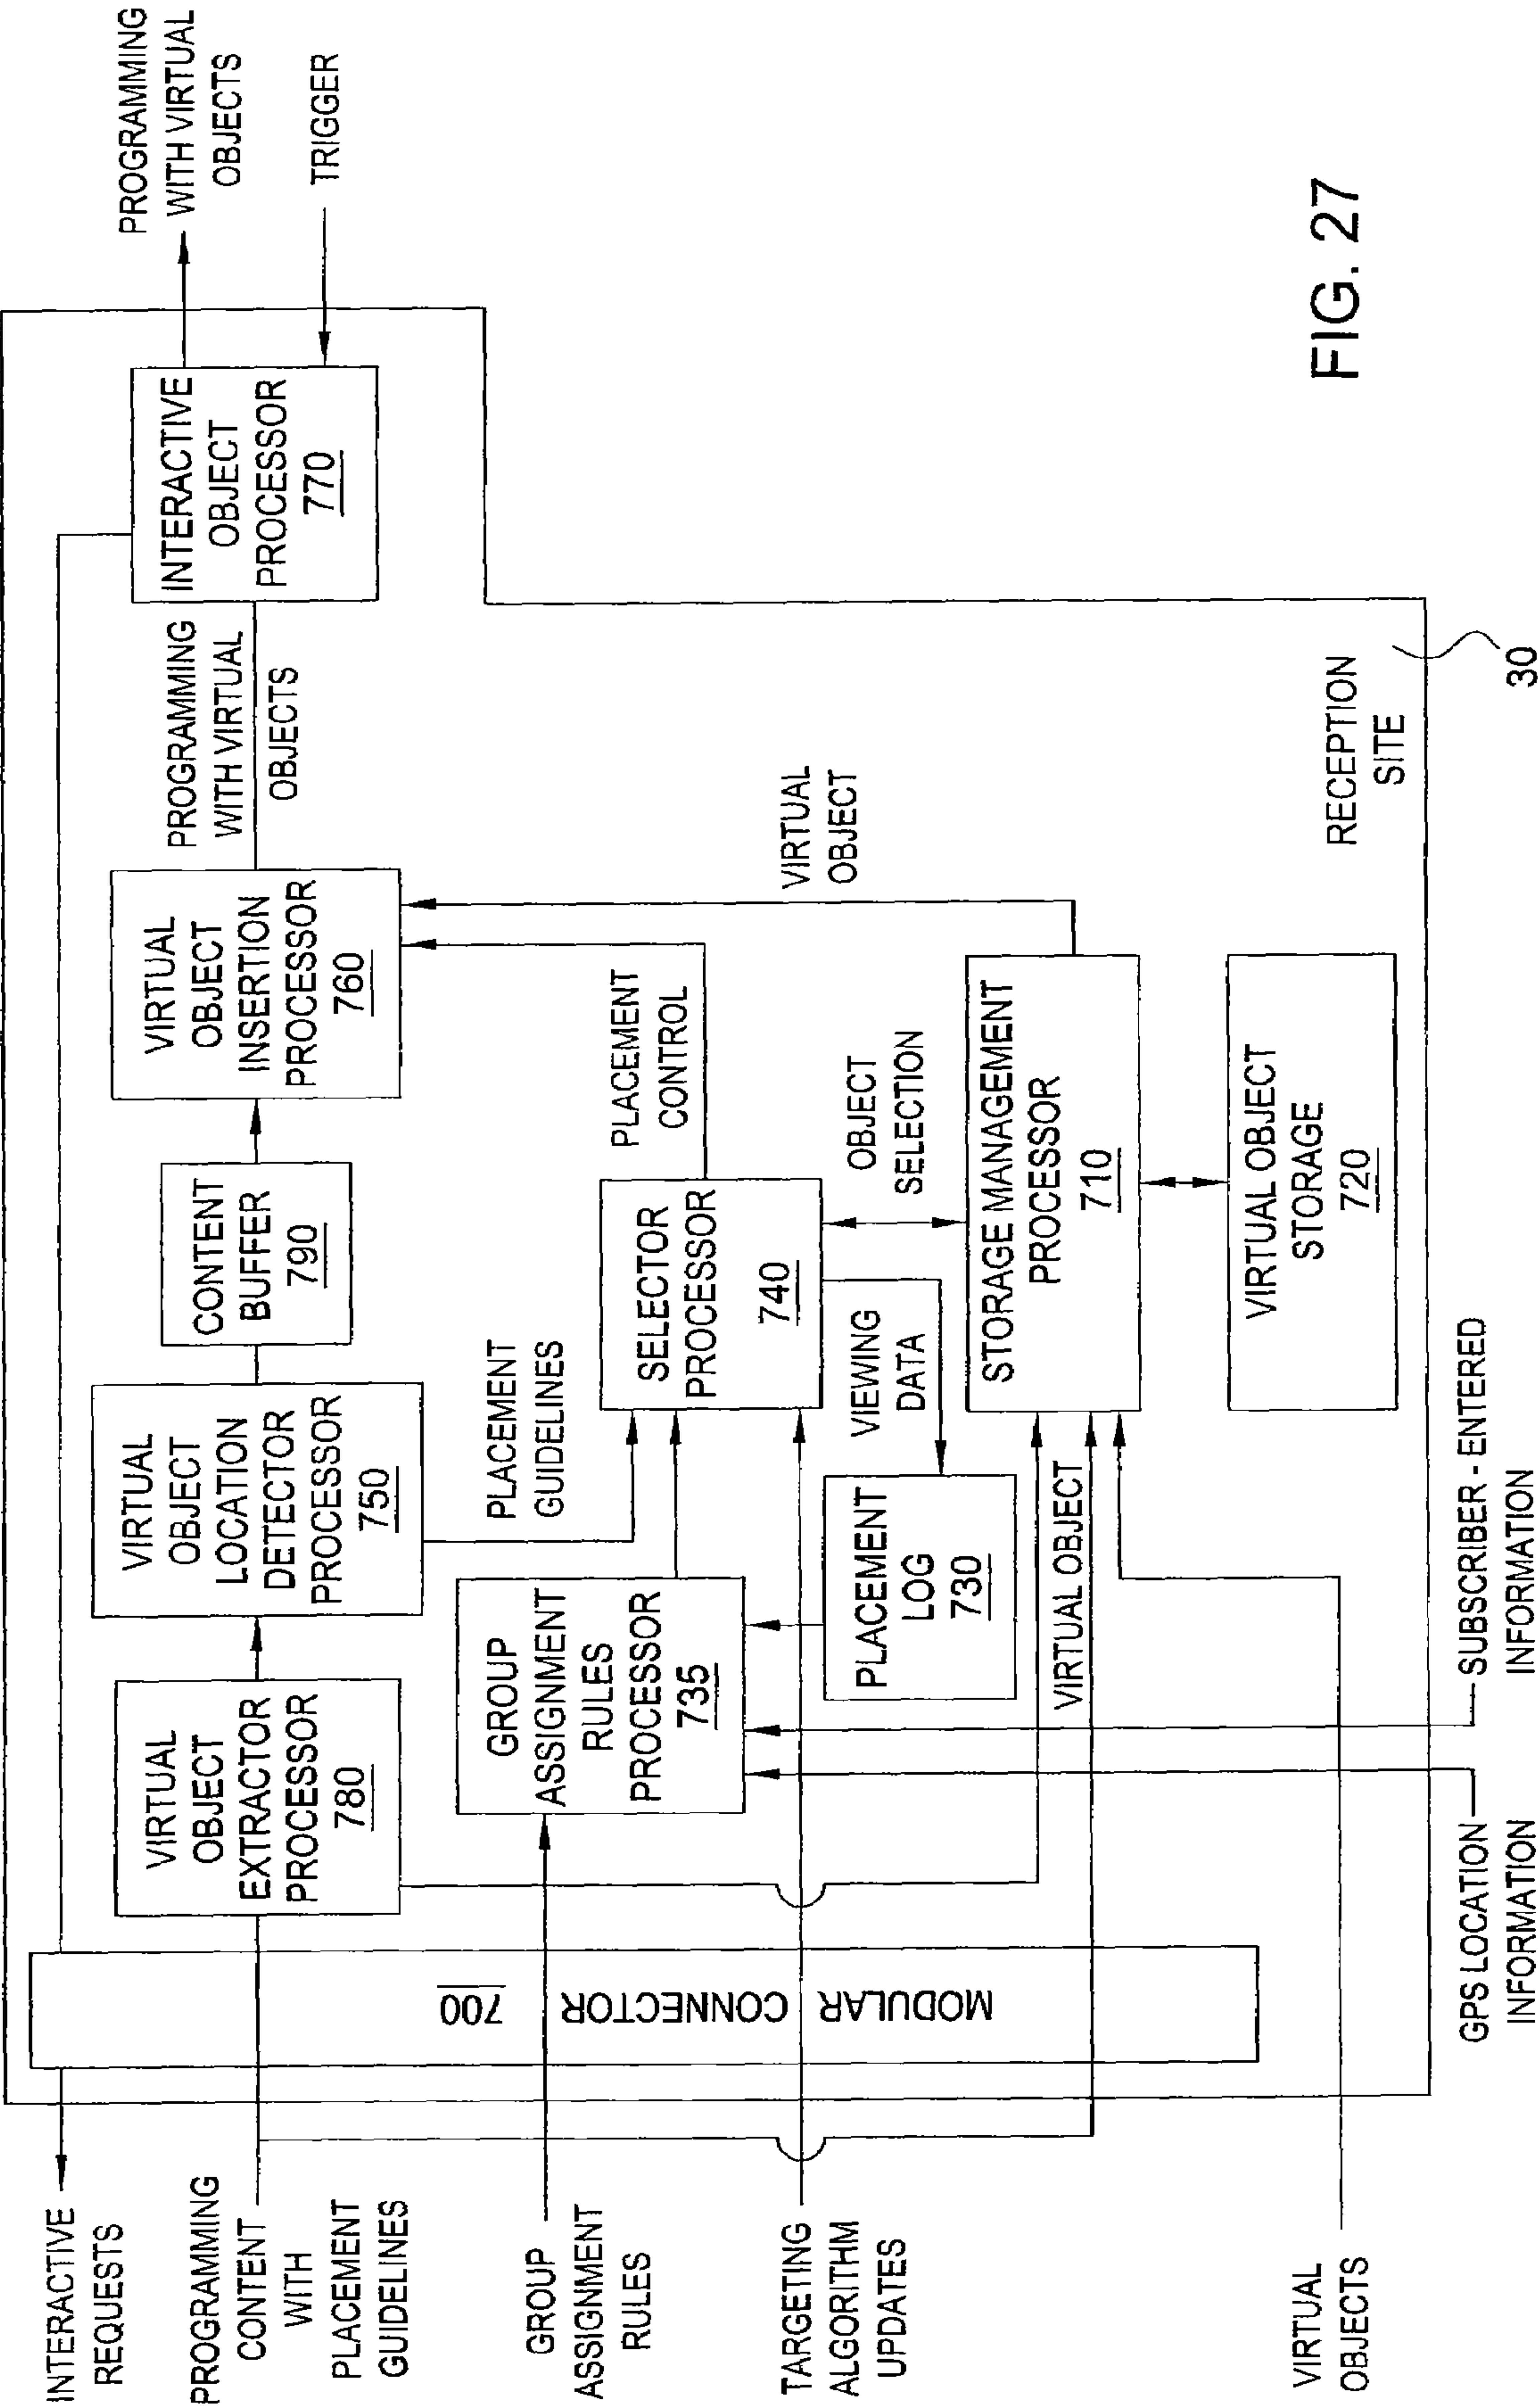 INTERACTIVE
REQUESTS
PROGRAMMING
CONTENT
WITH
PLACEMENT
GUIDELINES
GROUP
ASSIGNMENT
RULES
TARGETING
ALGORITHM
UPDATES
VIRTUAL
OBJECTS
MODULAR CONNECTOR 700
VIRTUAL
OBJECT
EXTRACTOR
PROCESSOR
780
VIRTUAL
OBJECT
LOCATION
DETECTOR
PROCESSOR
750
CONTENT
BUFFER
790
VIRTUAL
OBJECT
INSERTION
PROCESSOR
760
PROGRAMMING
WITH VIRTUAL
OBJECTS
INTERACTIVE
OBJECT
PROCESSOR
770
PROGRAMMING
WITH VIRTUAL
OBJECTS
TRIGGER
GROUP
ASSIGNMENT
RULES
PROCESSOR
735
PLACEMENT
GUIDELINES
SELECTOR
PROCESSOR
740
PLACEMENT
CONTROL
PLACEMENT
LOG
730
VIEWING
DATA
OBJECT
SELECTION
VIRTUAL
OBJECT
VIRTUAL OBJECT
STORAGE MANAGEMENT
PROCESSOR
710
VIRTUAL OBJECT
STORAGE
720
RECEPTION
SITE
30
GPS LOCATION
INFORMATION
SUBSCRIBER - ENTERED
INFORMATION
FIG. 27